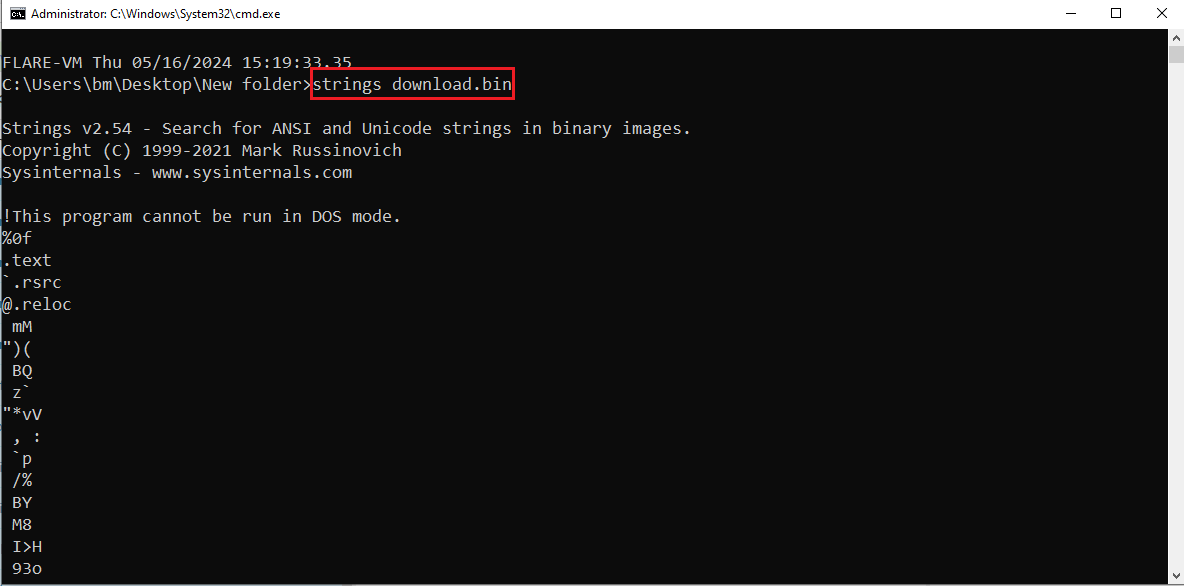 Administrator: C:\Windows\System32\cmd.exe
FLARE-VM Thu 05/16/2024 15:19:33.35
C:\Users\bm\Desktop\New folder>strings download.bin
Strings v2.54 - Search for ANSI and Unicode strings in binary images.
Copyright (C) 1999-2021 Mark Russinovich
Sysinternals - www.sysinternals.com
!This program cannot be run in DOS mode.
%0f
.text
`.rsrc
@.reloc
mM
")(
BQ
z`
"*vV
, :
`p
/%
BY
M8
I>H
93o